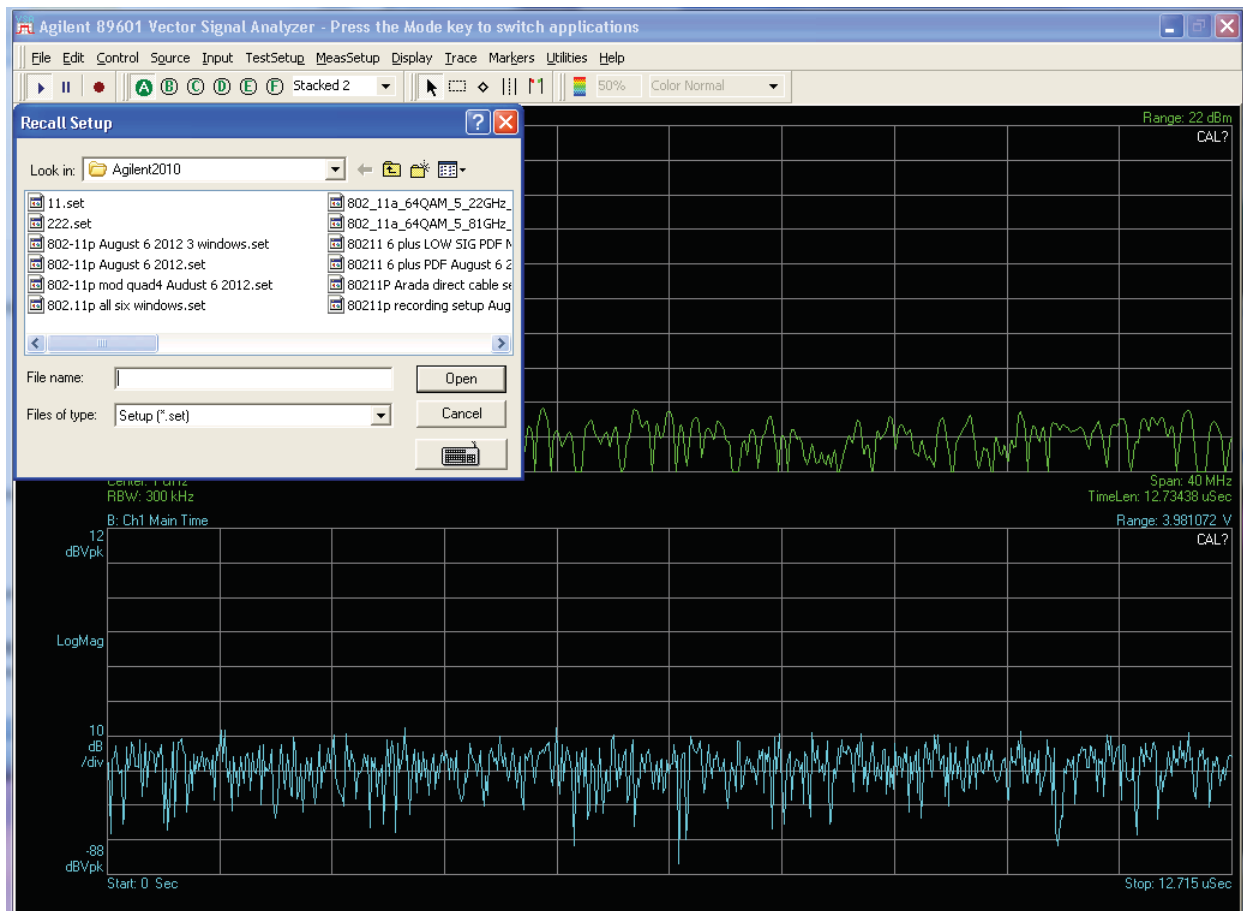 Agilent 89601 Vector Signal Analyzer - Press the Mode key to switch applications
File Edit Control Source Input TestSetup MeasSetup Display Trace Markers Utilities Help
A B C D E F Stacked 2 50% Color Normal
Recall Setup
Range: 22 dBm
CAL?
Look in: Agilent2010
11.set
222.set
802-11p August 6 2012 3 windows.set
802-11p August 6 2012.set
802-11p mod quad4 Audust 6 2012.set
802.11p all six windows.set
802_11a_64QAM_5_22GHz_
802_11a_64QAM_5_81GHz_
80211 6 plus LOW SIG PDF
80211 6 plus PDF August 6 2
80211P Arada direct cable se
80211p recording setup Aug
File name:
Open
Files of type: Setup (*.set)
Cancel
Center: 1 GHz
Span: 40 MHz
RBW: 300 kHz
TimeLen: 12.73438 uSec
B: Ch1 Main Time
Range: 3.981072 V
12
dBVpk
CAL?
LogMag
10
dB
/div
-88
dBVpk
Start: 0 Sec
Stop: 12.715 uSec